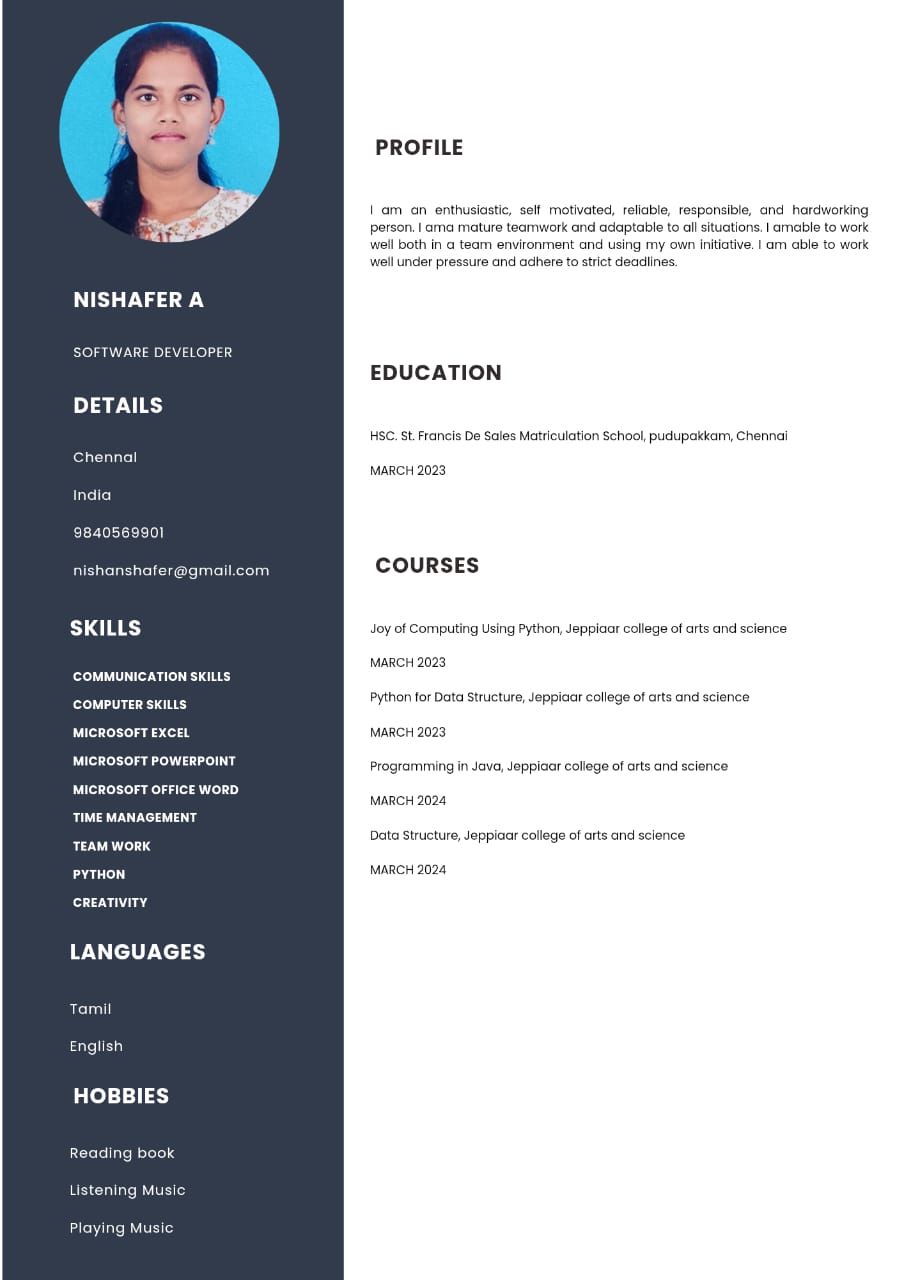 NISHAFER A
SOFTWARE DEVELOPER
DETAILS
Chennal
India
9840569901
nishanshafer@gmail.com
SKILLS
COMMUNICATION SKILLS
COMPUTER SKILLS
MICROSOFT EXCEL
MICROSOFT POWERPOINT
MICROSOFT OFFICE WORD
TIME MANAGEMENT
TEAM WORK
PYTHON
CREATIVITY
LANGUAGES
Tamil
English
HOBBIES
Reading book
Listening Music
Playing Music
PROFILE
I am an enthusiastic, self motivated, reliable, responsible, and hardworking
person. I ama mature teamwork and adaptable to all situations. I amable to work
well both in a team environment and using my own initiative. I am able to work
well under pressure and adhere to strict deadlines.
EDUCATION
HSC. St. Francis De Sales Matriculation School, pudupakkam, Chennai
MARCH 2023
COURSES
Joy of Computing Using Python, Jeppiaar college of arts and science
MARCH 2023
Python for Data Structure, Jeppiaar college of arts and science
MARCH 2023
Programming in Java, Jeppiaar college of arts and science
MARCH 2024
Data Structure, Jeppiaar college of arts and science
MARCH 2024